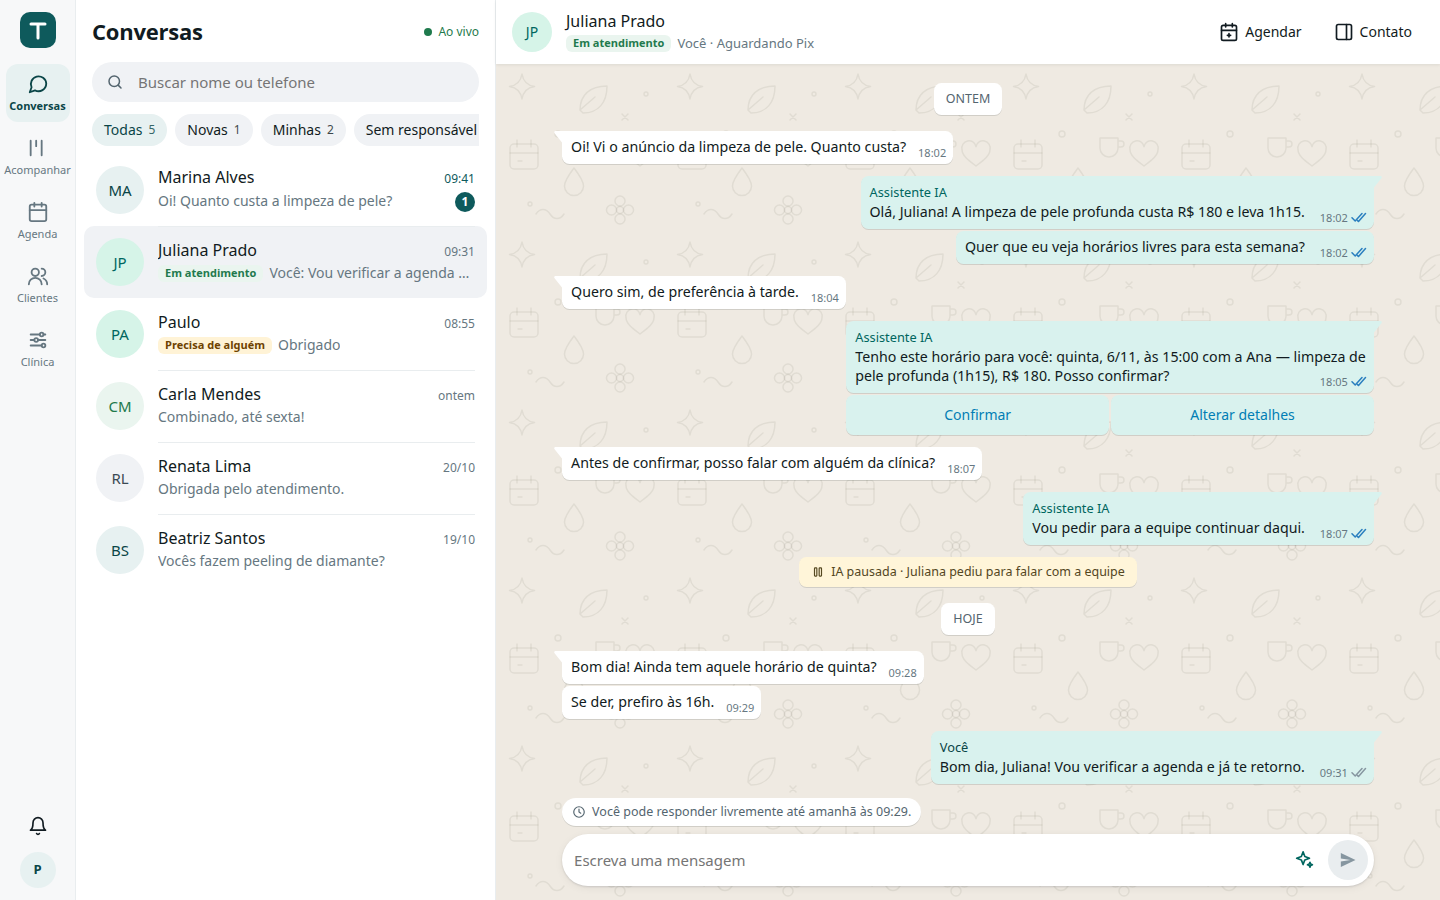 T
Conversas
Acompanhar
Agenda
Clientes
Clínica
P
Conversas
Ao vivo
Buscar nome ou telefone
Todas 5
Novas 1
Minhas 2
Sem responsável
MA
Marina Alves
09:41
Oi! Quanto custa a limpeza de pele?
1
JP
Juliana Prado
09:31
Em atendimento
Você: Vou verificar a agenda ...
PA
Paulo
08:55
Precisa de alguém
Obrigado
CM
Carla Mendes
ontem
Combinado, até sexta!
RL
Renata Lima
20/10
Obrigada pelo atendimento.
BS
Beatriz Santos
19/10
Vocês fazem peeling de diamante?
JP
Juliana Prado
Em atendimento
Você · Aguardando Pix
Agendar
Contato
ONTEM
Oi! Vi o anúncio da limpeza de pele. Quanto custa? 18:02
Assistente IA
Olá, Juliana! A limpeza de pele profunda custa R$ 180 e leva 1h15. 18:02
Quer que eu veja horários livres para esta semana? 18:02
Quero sim, de preferência à tarde. 18:04
Assistente IA
Tenho este horário para você: quinta, 6/11, às 15:00 com a Ana — limpeza de
pele profunda (1h15), R$ 180. Posso confirmar? 18:05
Confirmar
Alterar detalhes
Antes de confirmar, posso falar com alguém da clínica? 18:07
Assistente IA
Vou pedir para a equipe continuar daqui. 18:07
IA pausada · Juliana pediu para falar com a equipe
HOJE
Bom dia! Ainda tem aquele horário de quinta? 09:28
Se der, prefiro às 16h. 09:29
Você
Bom dia, Juliana! Vou verificar a agenda e já te retorno. 09:31
Você pode responder livremente até amanhã às 09:29.
Escreva uma mensagem